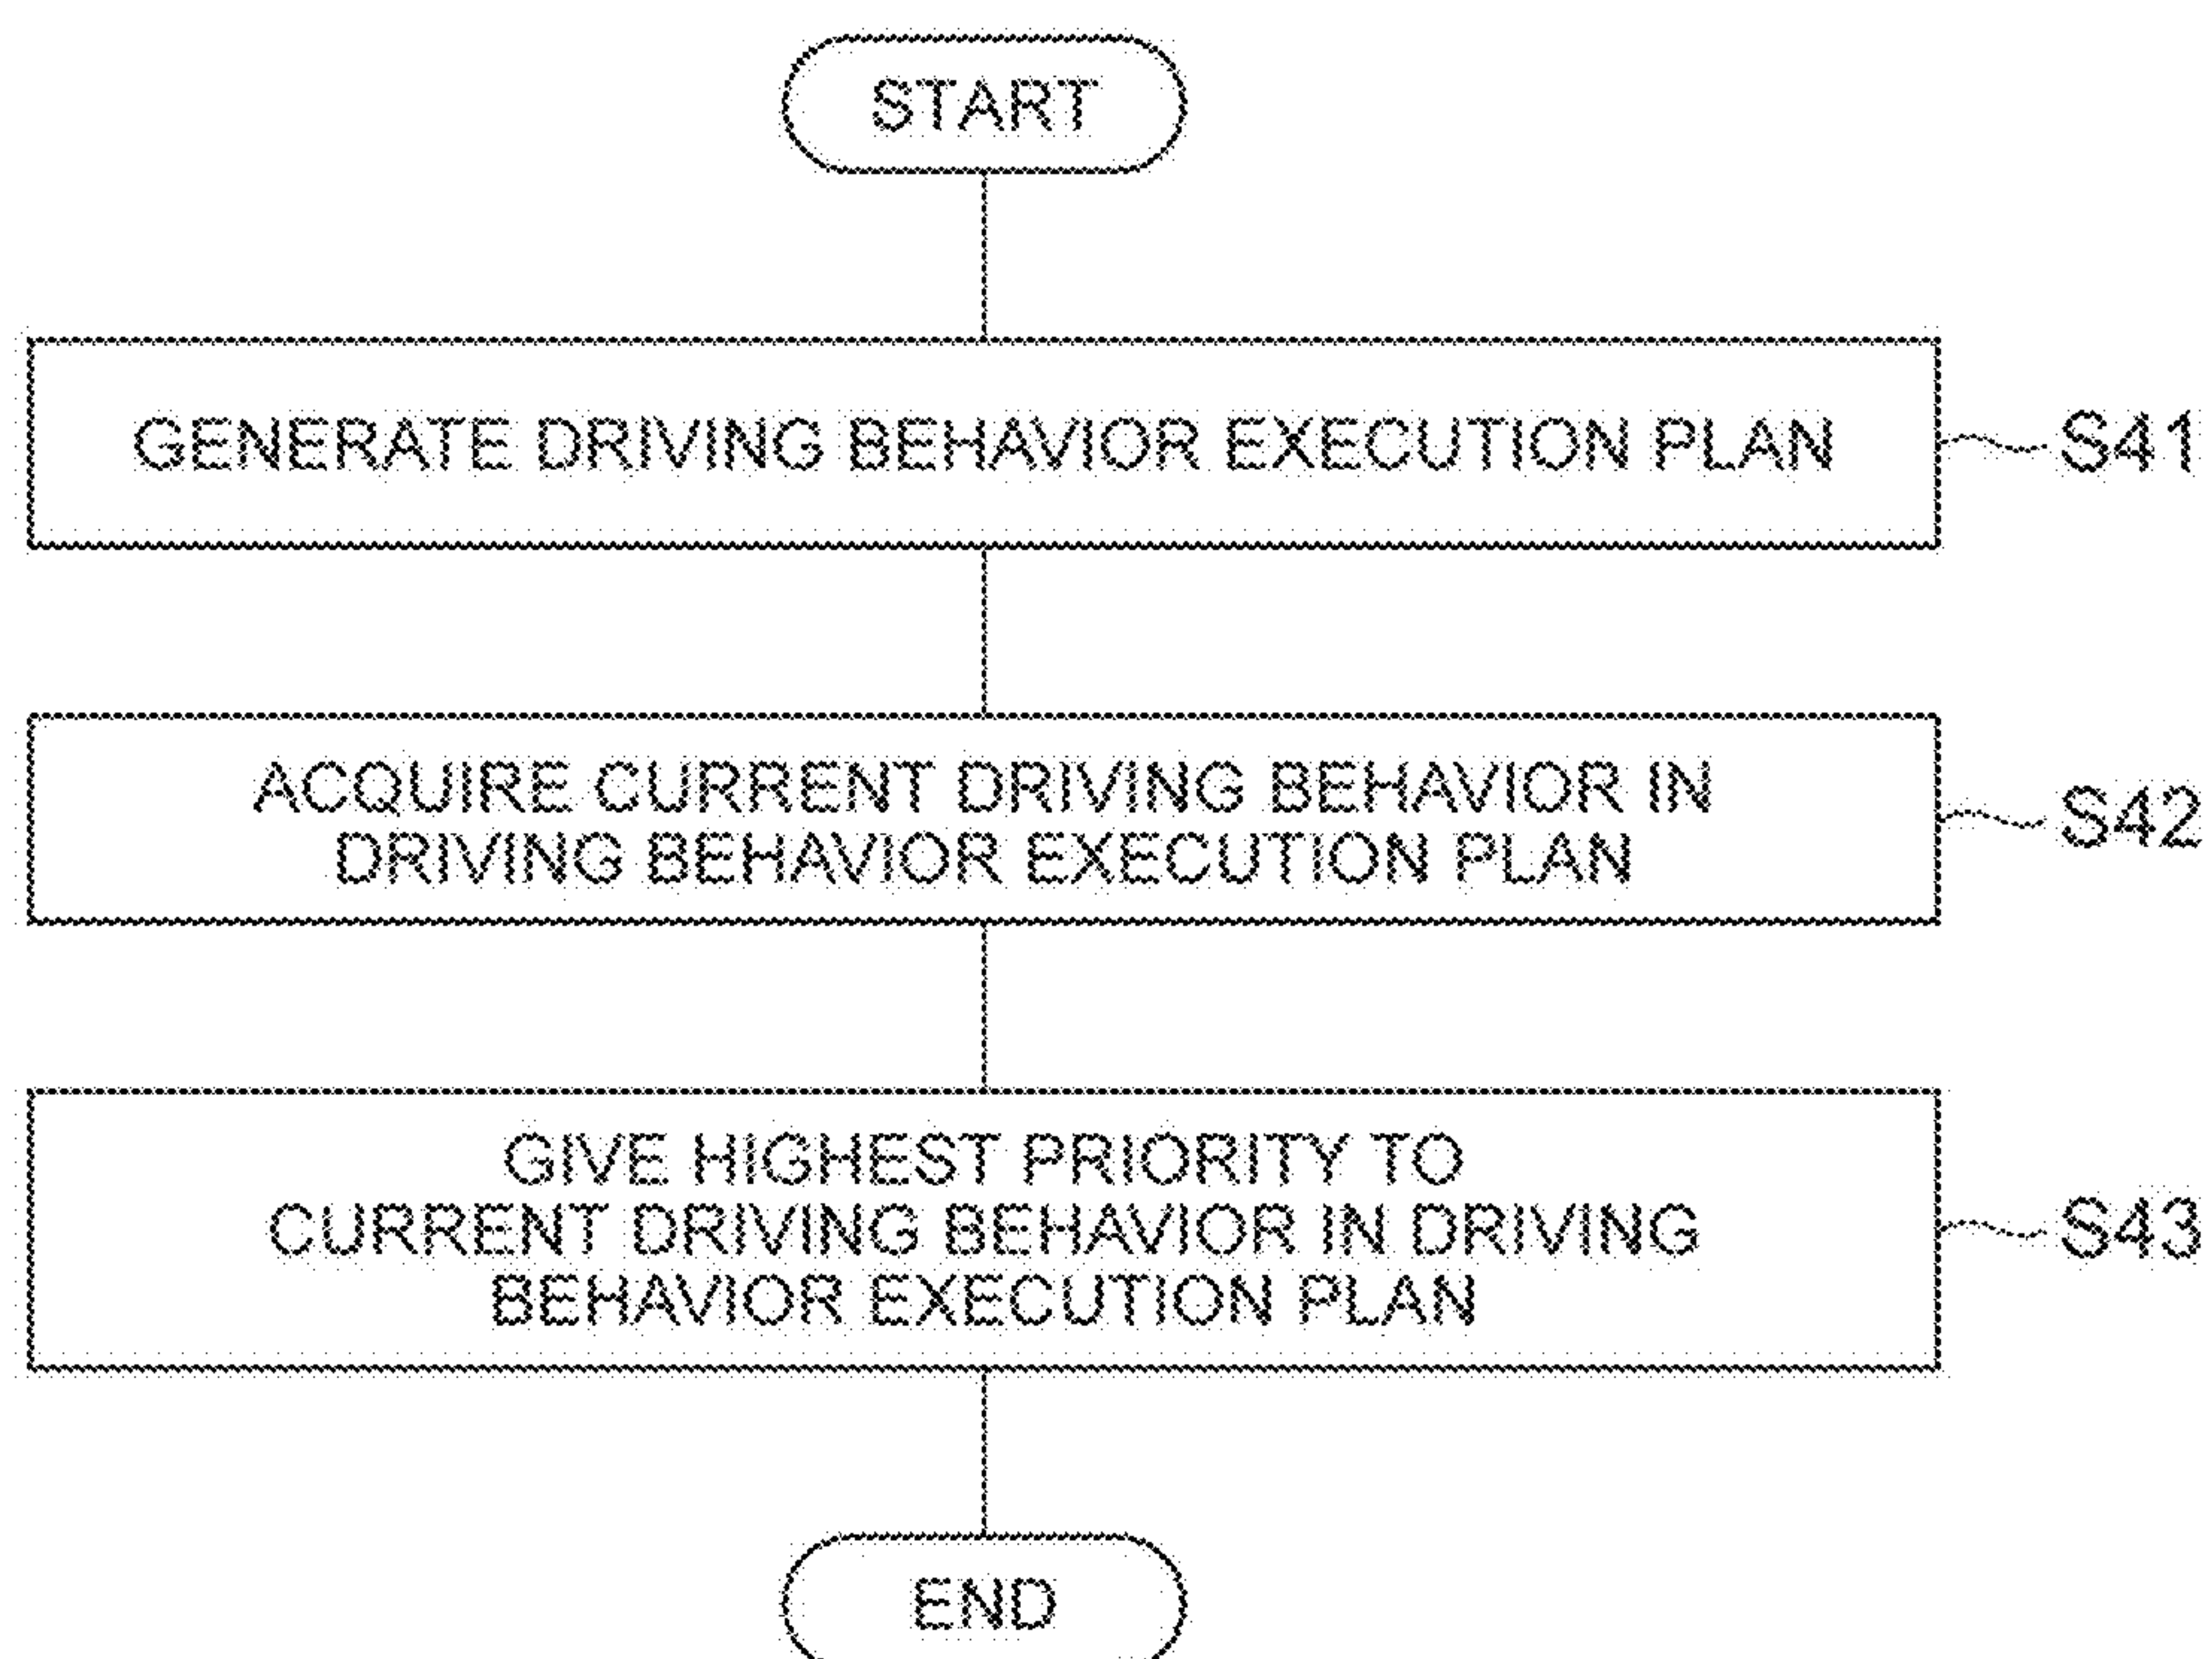 START
GENERATE DRIVING BEHAVIOR EXECUTION PLAN
S41
ACQUIRE CURRENT DRIVING BEHAVIOR IN
DRIVING BEHAVIOR EXECUTION PLAN
S42
GIVE HIGHEST PRIORITY TO
CURRENT DRIVING BEHAVIOR IN DRIVING
BEHAVIOR EXECUTION PLAN
S43
END